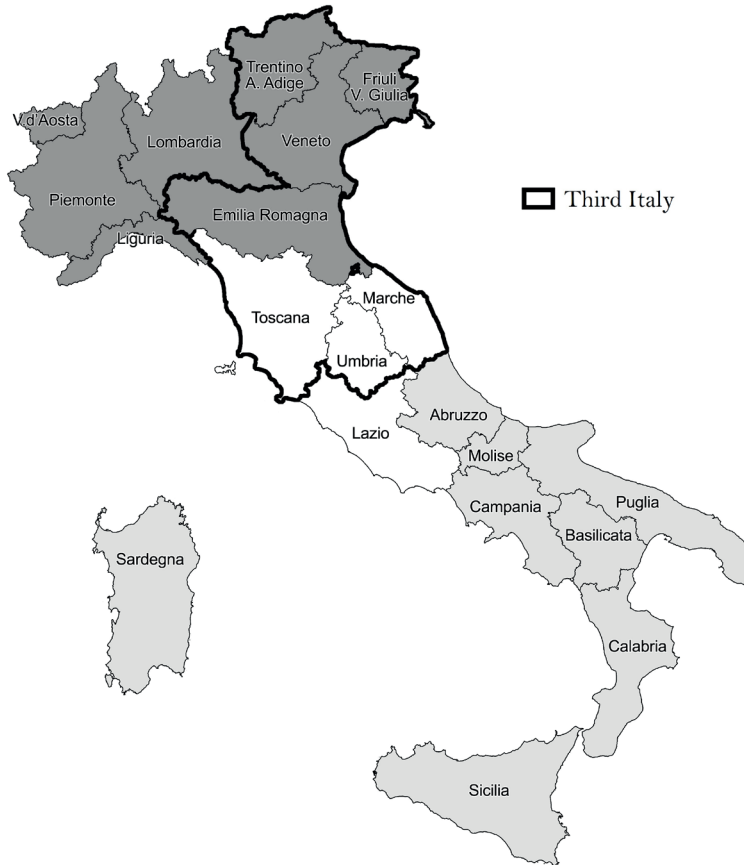 Trentino
A. Adige
Friuli
V. Giulia
V.d'Aosta
Lombardia
Veneto
Piemonte
Third Italy
Emilia Romagna
Liguria
Marche
Toscana
Umbria
Abruzzo
Lazio
Molise
Puglia
Campania
Basilicata
Sardegna
Calabria
Sicilia